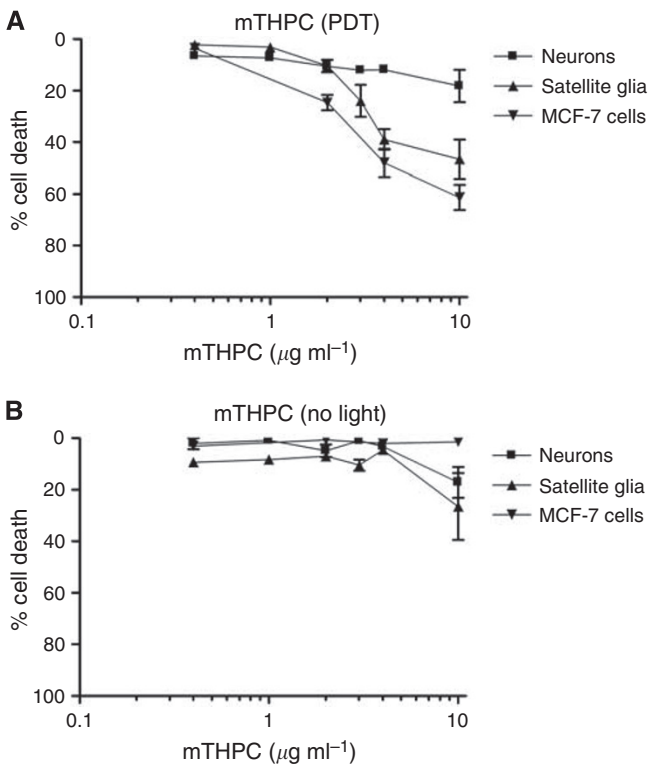 A
mTHPC (PDT)
0
20
40
60
80
100
% cell death
0.1
1
10
mTHPC (μg ml⁻¹)
Neurons
Satellite glia
MCF-7 cells
B
mTHPC (no light)
0
20
40
60
80
100
% cell death
0.1
1
10
mTHPC (μg ml⁻¹)
Neurons
Satellite glia
MCF-7 cells